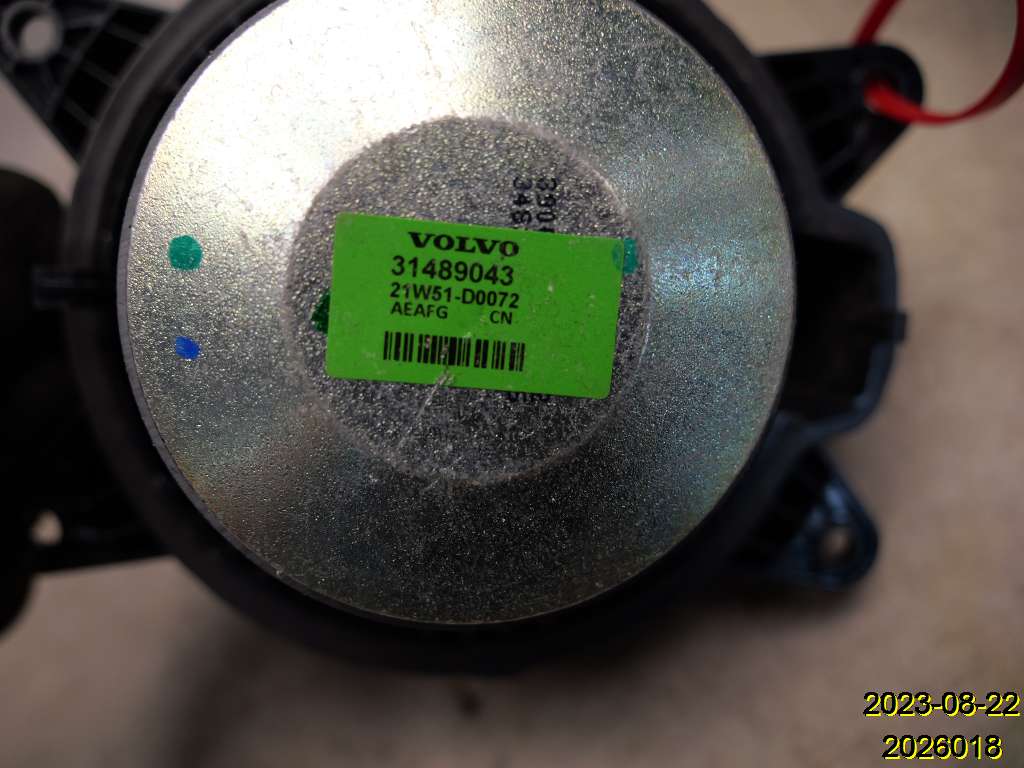 VOLVO
31489043
21W51-D0072
AEAFG CN
2023-08-22
2026018